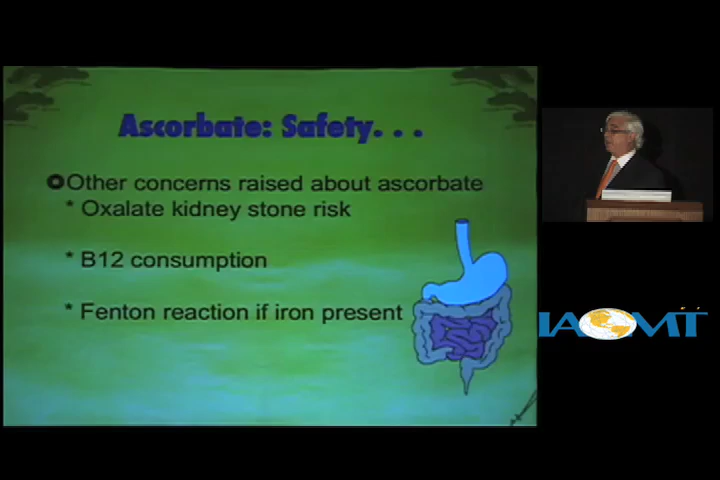 Ascorbate: Safety. . .
Other concerns raised about ascorbate
* Oxalate kidney stone risk
* B12 consumption
* Fenton reaction if iron present
IAOMT